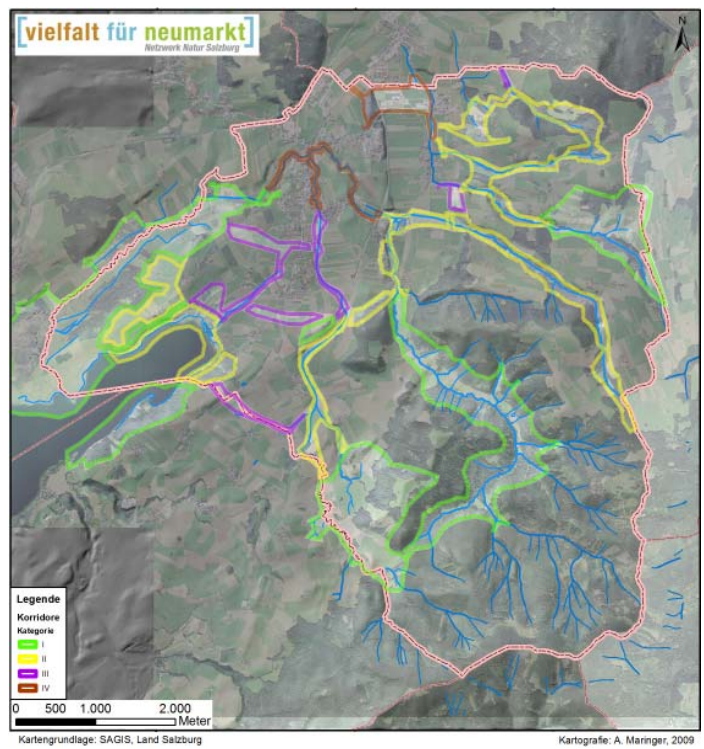 [vielfalt für neumarkt]
Netzwerk Natur Salzburg
N
Legende
Korridore
Kategorie
I
II
III
IV
0 500 1.000 2.000
Meter
Kartengrundlage: SAGIS, Land Salzburg
Kartografie: A. Maringer, 2009